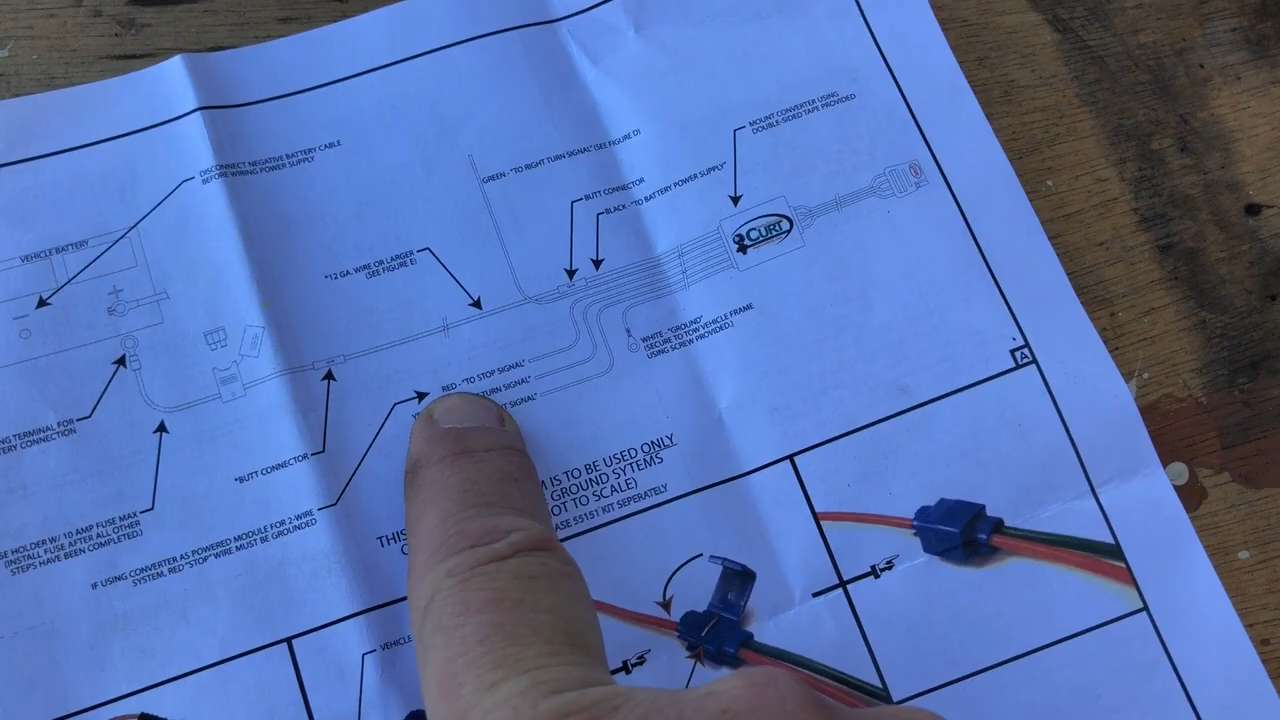 DISCONNECT NEGATIVE BATTERY CABLE
BEFORE WIRING POWER SUPPLY
VEHICLE BATTERY
+
GREEN - "TO RIGHT TURN SIGNAL" (SEE FIGURE D)
BUTT CONNECTOR
BLACK - "TO BATTERY POWER SUPPLY"
MOUNT CONVERTER USING
DOUBLE-SIDED TAPE PROVIDED
CURT
*12 GA. WIRE OR LARGER
(SEE FIGURE E)
WHITE - "GROUND"
(SECURE TO TOW VEHICLE FRAME
USING SCREW PROVIDED.)
RED - "TO STOP SIGNAL"
TURN SIGNAL"
SIGNAL"
A
TERMINAL FOR
CONNECTION
*BUTT CONNECTOR
HOLDER W/ 10 AMP FUSE MAX
(INSTALL FUSE AFTER ALL OTHER
STEPS HAVE BEEN COMPLETED.)
IF USING CONVERTER AS POWERED MODULE FOR 2-WIRE
SYSTEM, RED "STOP" WIRE MUST BE GROUNDED
THIS IS TO BE USED ONLY
GROUND SYTEMS
TO SCALE)
55151 KIT SEPERATELY